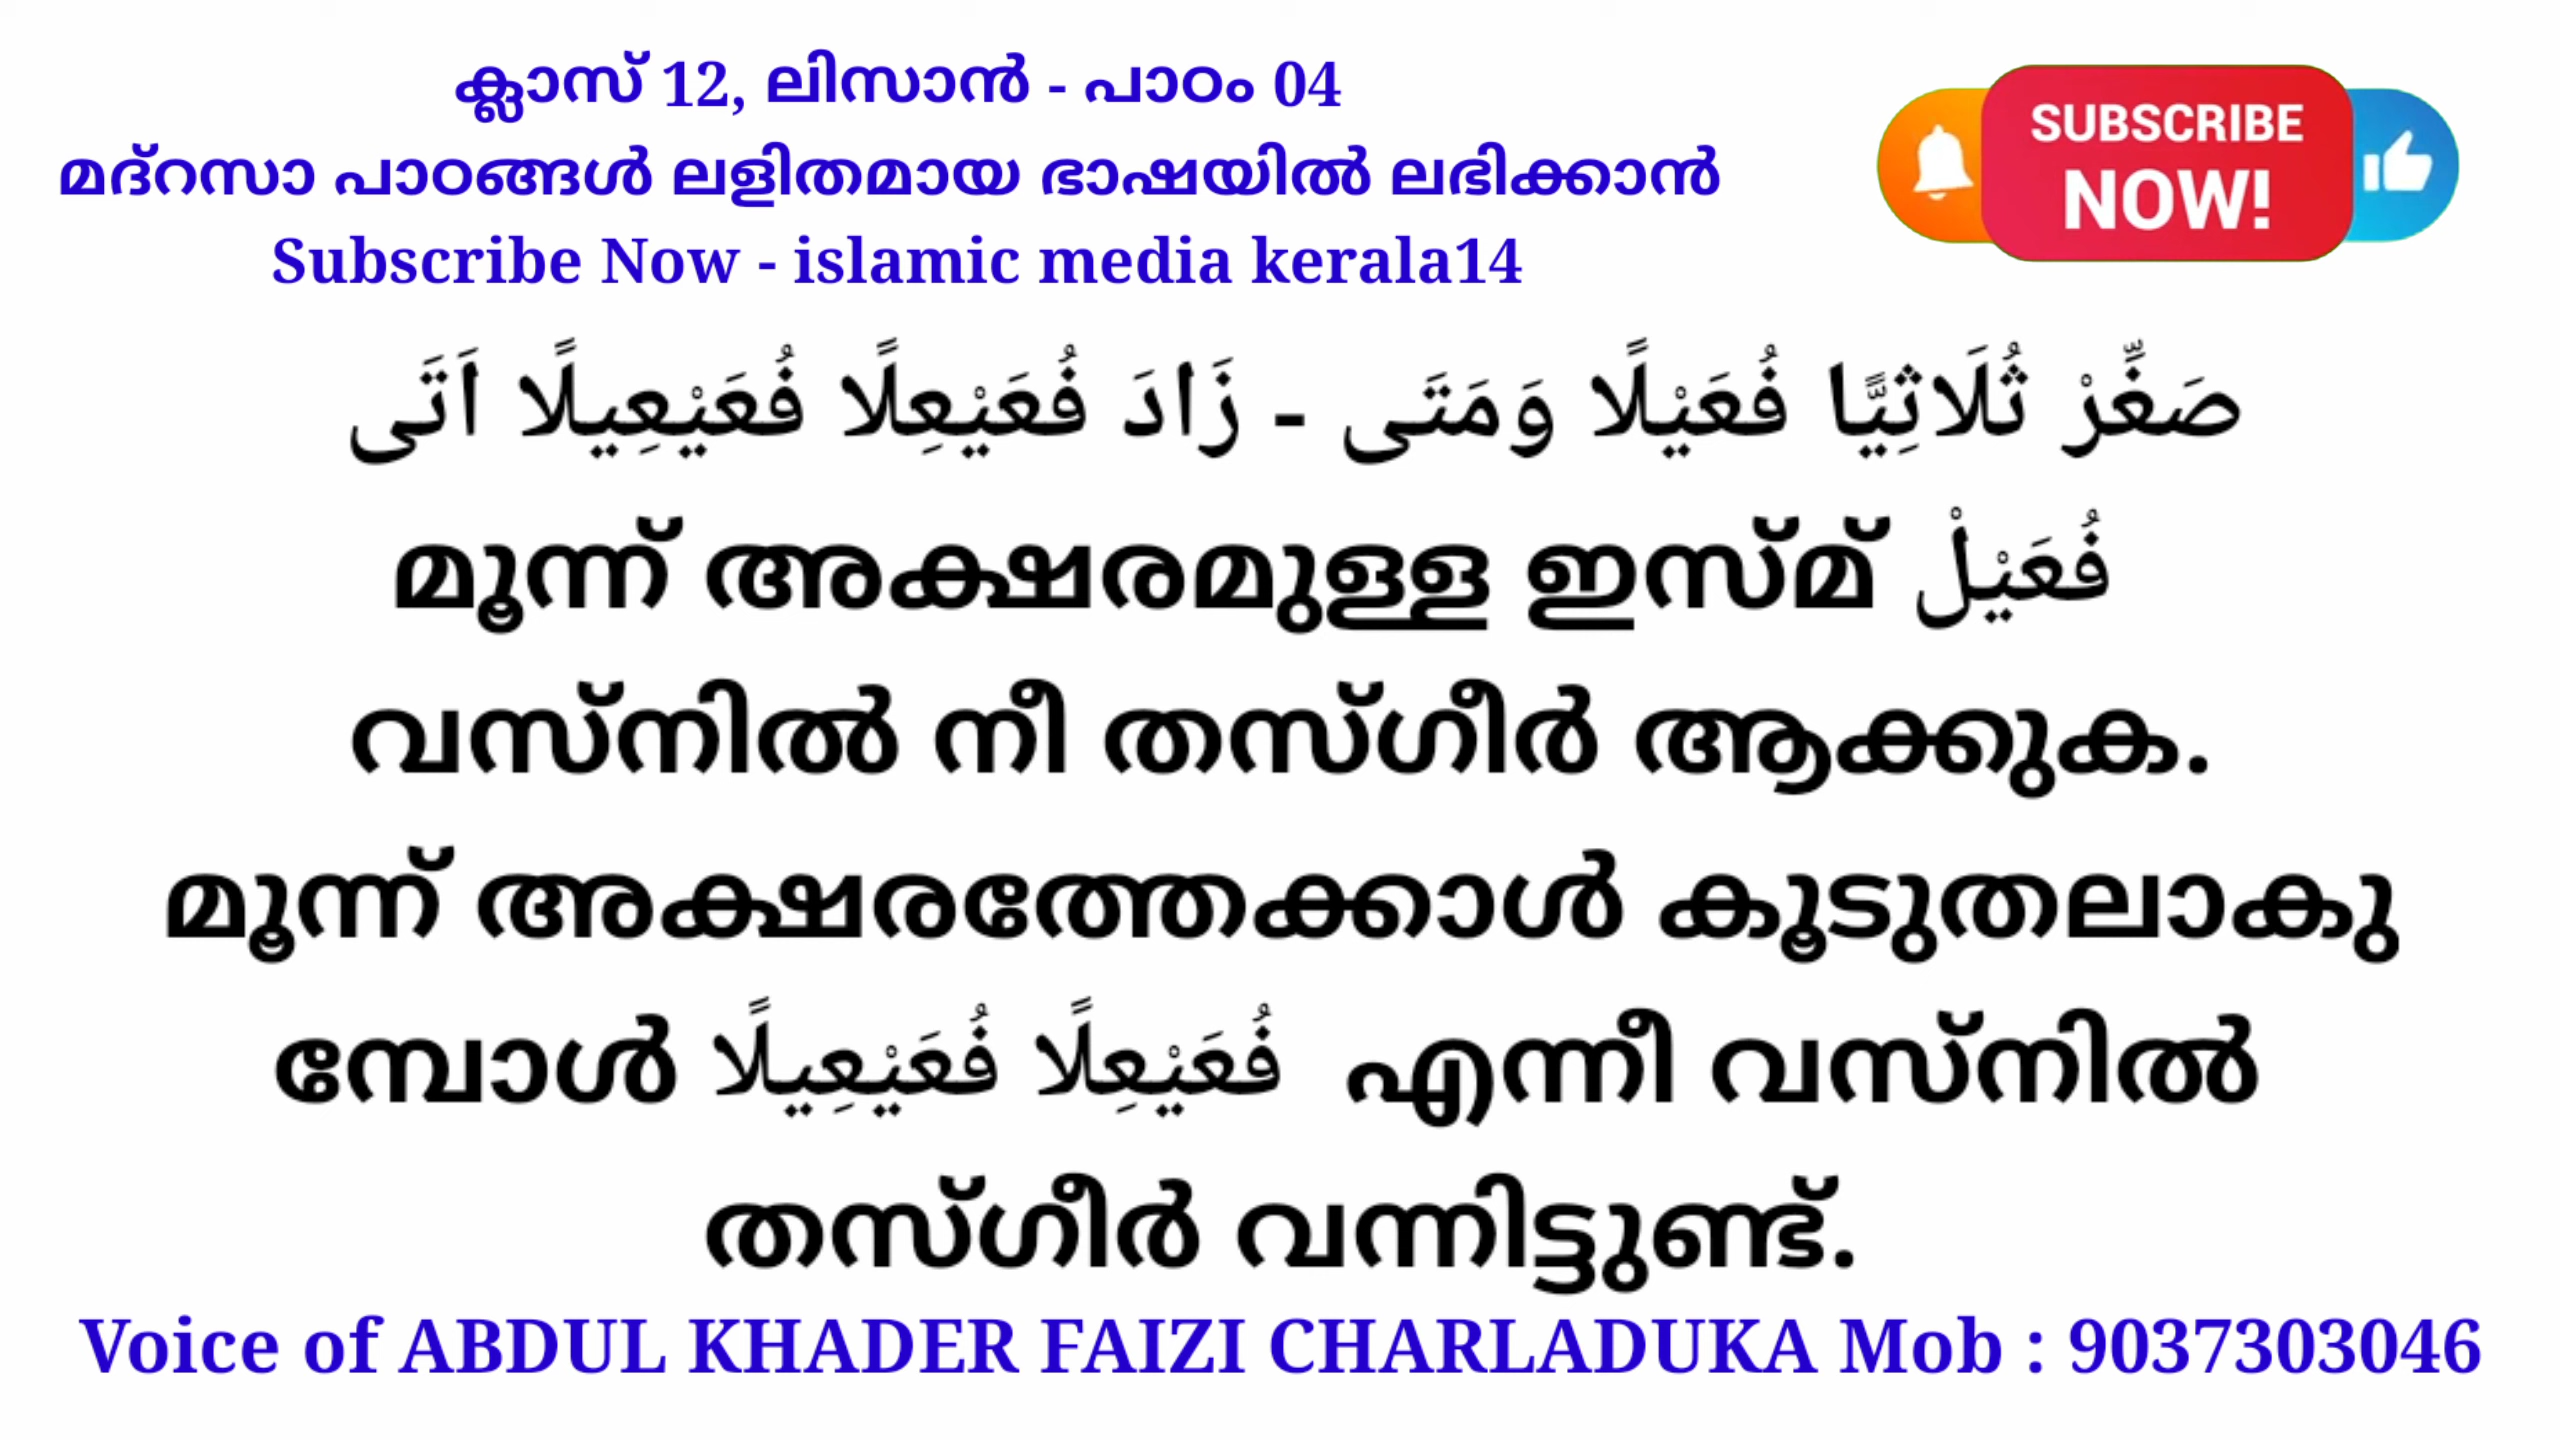 ക്ലാസ് 12, ലിസാൻ - പാഠം 04
മദ്റസാ പാഠങ്ങൾ ലളിതമായ ഭാഷയിൽ ലഭിക്കാൻ
Subscribe Now - islamic media kerala14
SUBSCRIBE
NOW!
صَغِّرْ ثُلَاثِيًّا فُعَيْلًا وَمَتَى - زَادَ فُعَيْعِلًا فُعَيْعِيلًا اَتَى
മൂന്ന് അക്ഷരമുള്ള ഇസ്മ് فُعَيْلْ
വസ്നിൽ നീ തസ്ഗീർ ആക്കുക.
മൂന്ന് അക്ഷരത്തേക്കാൾ കൂടുതലാകു
മ്പോൾ فُعَيْعِلًا فُعَيْعِيلًا എന്നീ വസ്നിൽ
തസ്ഗീർ വന്നിട്ടുണ്ട്.
Voice of ABDUL KHADER FAIZI CHARLADUKA Mob : 9037303046